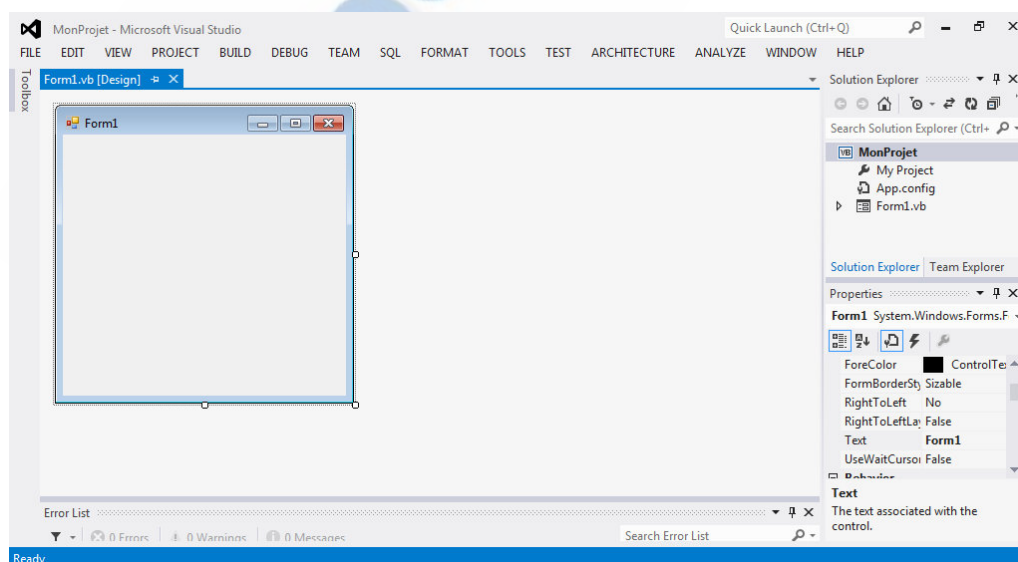 MonProjet - Microsoft Visual Studio
Quick Launch (Ctrl+Q)
FILE EDIT VIEW PROJECT BUILD DEBUG TEAM SQL FORMAT TOOLS TEST ARCHITECTURE ANALYZE WINDOW HELP
Toolbox
Form1.vb [Design]
Form1
Solution Explorer
Search Solution Explorer (Ctrl+
VB MonProjet
My Project
App.config
Form1.vb
Solution Explorer Team Explorer
Properties
Form1 System.Windows.Forms.F
ForeColor ControlTe
FormBorderSty Sizable
RightToLeft No
RightToLeftLay False
Text Form1
UseWaitCursor False
Behavior
Text
The text associated with the
control.
Error List
0 Errors 0 Warnings 0 Messages
Search Error List
Ready